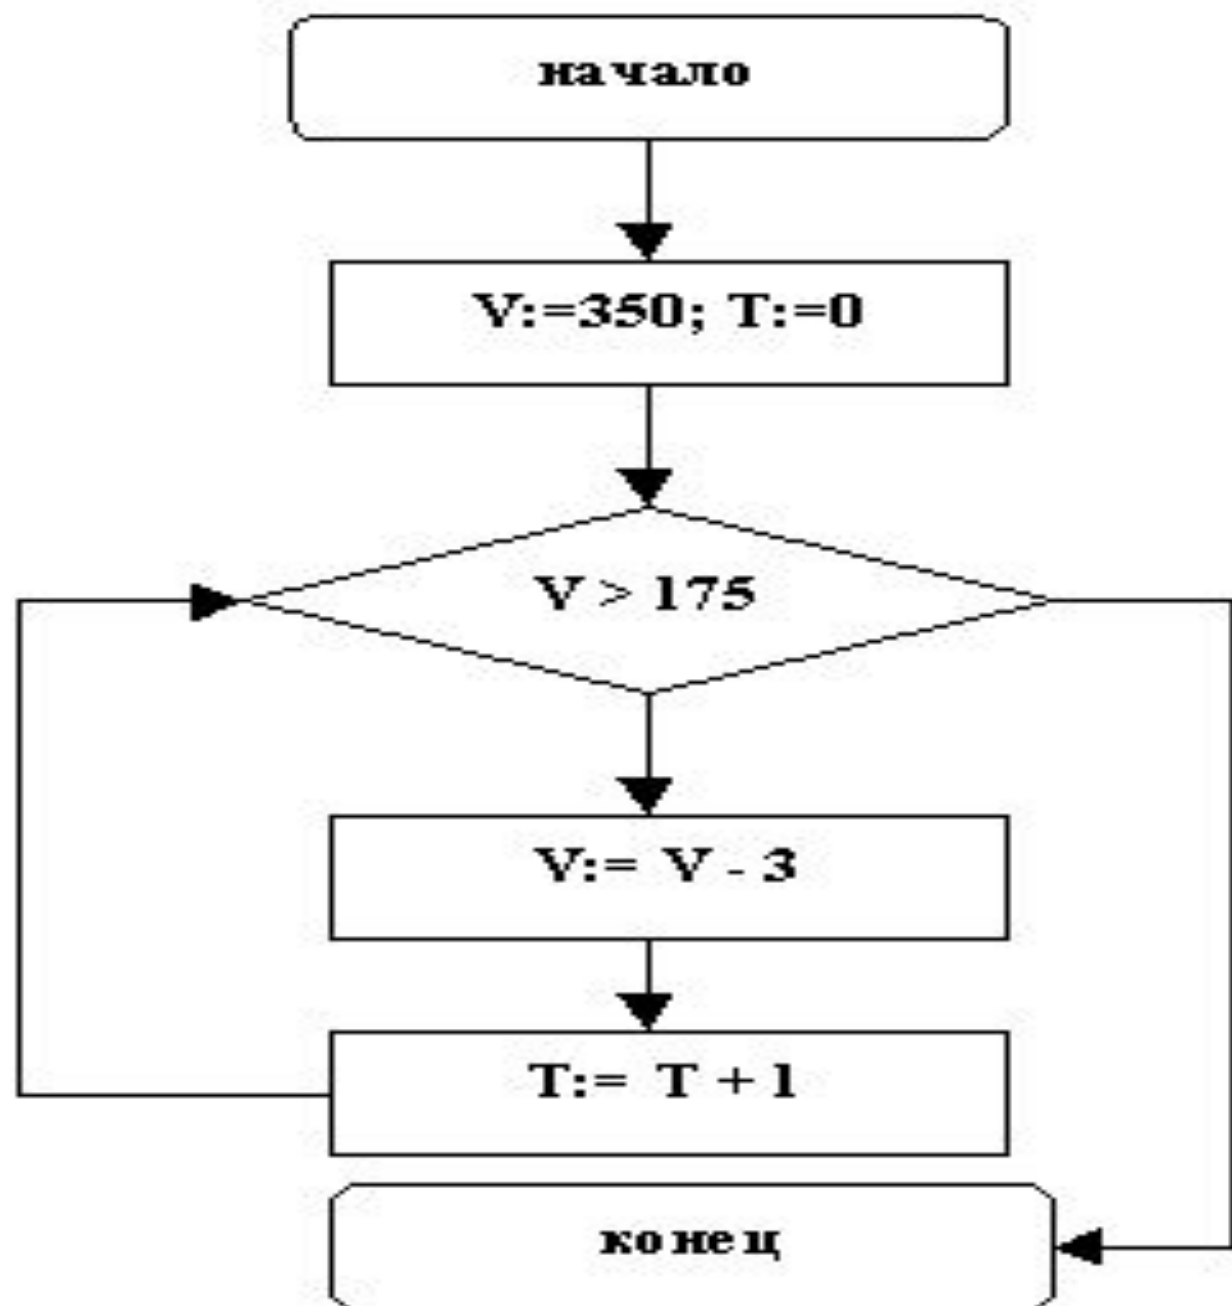 начало
V:=350; T:=0
V > 175
V:= V - 3
T:= T + 1
конец